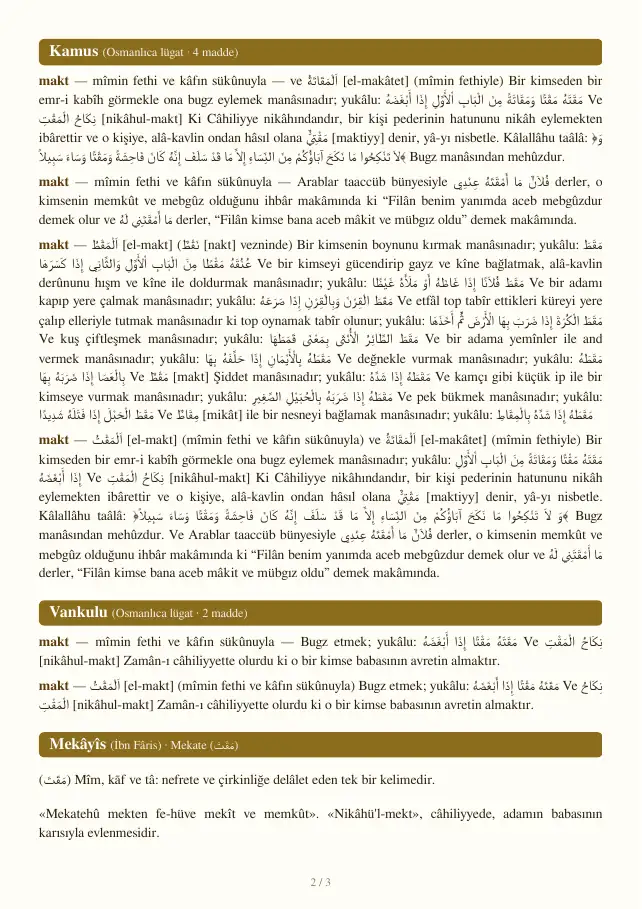 Kamus (Osmanlıca lügat · 4 madde)
makt — mîmin fethi ve kâfın sükûnuyla — ve اَلْمَقَاتَةُ [el-makâtet] (mîmin fethiyle) Bir kimseden bir
emr-i kabîh görmekle ona bugz eylemek manâsınadır; yukâlu: مَقَتَهُ مَقْتًا وَمَقَاتَةً مِنَ الْبَابِ الْأَوَّلِ إِذَا أَبْغَضَهُ Ve
نِكَاحُ الْمَقْتِ [nikâhul-makt] Ki Câhiliyye nikâhındandır, bir kişi pederinin hatununu nikâh eylemekten
ibârettir ve o kişiye, alâ-kavlin ondan hâsıl olana مَقْتِيٌّ [maktiyy] denir, yâ-yı nisbetle. Kâlallâhu taâlâ: ﴿وَ
لاَ تَنْكِحُوا مَا نَكَحَ آبَاؤُكُمْ مِنَ النِّسَاءِ إِلاَّ مَا قَدْ سَلَفَ إِنَّهُ كَانَ فَاحِشَةً وَمَقْتًا وَسَاءَ سَبِيلاً﴾ Bugz manâsından mehûzdur.
makt — mîmin fethi ve kâfın sükûnuyla — Arablar taaccüb bünyesiyle فُلاَنٌ مَا أَمْقَتَهُ عِنْدِي derler, o
kimsenin memkût ve mebgûz olduğunu ihbâr makâmında ki “Filân benim yanımda aceb mebgûzdur
demek olur ve مَا أَمْقَتَنِي لَهُ derler, “Filân kimse bana aceb mâkit ve mübgız oldu” demek makâmında.
makt — اَلْمَقْطُ [el-makt] (نَقْطٌ [nakt] vezninde) Bir kimsenin boynunu kırmak manâsınadır; yukâlu: مَقَطَ
عُنُقَهُ مَقْطًا مِنَ الْبَابِ الْأَوَّلِ وَالثَّانِي إِذَا كَسَرَهَا Ve bir kimseyi gücendirip gayz ve kîne bağlatmak, alâ-kavlin
derûnunu hışm ve kîne ile doldurmak manâsınadır; yukâlu: مَقَطَ فُلاَنًا إِذَا غَاظَهُ أَوْ مَلَأَهُ غَيْظًا Ve bir adamı
kapıp yere çalmak manâsınadır; yukâlu: مَقَطَ الْقِرْنَ وَبِالْقِرْنِ إِذَا صَرَعَهُ Ve etfâl top tabîr ettikleri küreyi yere
çalıp elleriyle tutmak manâsınadır ki top oynamak tabîr olunur; yukâlu: مَقَطَ الْكُرَةَ إِذَا ضَرَبَ بِهَا الْأَرْضَ ثُمَّ أَخَذَهَا
Ve kuş çiftleşmek manâsınadır; yukâlu: مَقَطَ الطَّائِرُ الْأُنْثَى بِمَعْنَى قَمَطَهَا Ve bir adama yemînler ile and
vermek manâsınadır; yukâlu: مَقَطَهُ بِالْأَيْمَانِ إِذَا حَلَّفَهُ بِهَا Ve değnekle vurmak manâsınadır; yukâlu: مَقَطَهُ
بِالْعَصَا إِذَا ضَرَبَهُ بِهَا Ve مَقْطٌ [makt] Şiddet manâsınadır; yukâlu: مَقَطَهُ إِذَا شَدَّهُ Ve kamçı gibi küçük ip ile bir
kimseye vurmak manâsınadır; yukâlu: مَقَطَهُ إِذَا ضَرَبَهُ بِالْحُبَيْلِ الصَّغِيرِ Ve pek bükmek manâsınadır; yukâlu:
مَقَطَ الْحَبْلَ إِذَا فَتَلَهُ شَدِيدًا Ve مِقَاطٌ [mikât] ile bir nesneyi bağlamak manâsınadır; yukâlu: مَقَطَهُ إِذَا شَدَّهُ بِالْمِقَاطِ
makt — اَلْمَقْتُ [el-makt] (mîmin fethi ve kâfın sükûnuyla) ve اَلْمَقَاتَةُ [el-makâtet] (mîmin fethiyle) Bir
kimseden bir emr-i kabîh görmekle ona bugz eylemek manâsınadır; yukâlu: مَقَتَهُ مَقْتًا وَمَقَاتَةً مِنَ الْبَابِ الْأَوَّلِ
إِذَا أَبْغَضَهُ Ve نِكَاحُ الْمَقْتِ [nikâhul-makt] Ki Câhiliyye nikâhındandır, bir kişi pederinin hatununu nikâh
eylemekten ibârettir ve o kişiye, alâ-kavlin ondan hâsıl olana مَقْتِيٌّ [maktiyy] denir, yâ-yı nisbetle.
Kâlallâhu taâlâ: ﴿وَ لاَ تَنْكِحُوا مَا نَكَحَ آبَاؤُكُمْ مِنَ النِّسَاءِ إِلاَّ مَا قَدْ سَلَفَ إِنَّهُ كَانَ فَاحِشَةً وَمَقْتًا وَسَاءَ سَبِيلاً﴾ Bugz
manâsından mehûzdur. Ve Arablar taaccüb bünyesiyle فُلاَنٌ مَا أَمْقَتَهُ عِنْدِي derler, o kimsenin memkût ve
mebgûz olduğunu ihbâr makâmında ki “Filân benim yanımda aceb mebgûzdur demek olur ve مَا أَمْقَتَنِي لَهُ
derler, “Filân kimse bana aceb mâkit ve mübgız oldu” demek makâmında.
Vankulu (Osmanlıca lügat · 2 madde)
makt — mîmin fethi ve kâfın sükûnuyla — Bugz etmek; yukâlu: مَقَتَهُ مَقْتًا إِذَا أَبْغَضَهُ Ve نِكَاحُ الْمَقْتِ
[nikâhul-makt] Zamân-ı câhiliyyette olurdu ki o bir kimse babasının avretin almaktır.
makt — اَلْمَقْتُ [el-makt] (mîmin fethi ve kâfın sükûnuyla) Bugz etmek; yukâlu: مَقَتَهُ مَقْتًا إِذَا أَبْغَضَهُ Ve نِكَاحُ
الْمَقْتِ [nikâhul-makt] Zamân-ı câhiliyyette olurdu ki o bir kimse babasının avretin almaktır.
Mekâyîs (İbn Fâris) · Mekate (مَقَتَ)
(مَقَتَ) Mîm, kāf ve tâ: nefrete ve çirkinliğe delâlet eden tek bir kelimedir.
«Mekatehû mekten fe-hüve mekît ve memkût». «Nikâhü'l-mekt», câhiliyyede, adamın babasının
karısıyla evlenmesidir.
2 / 3